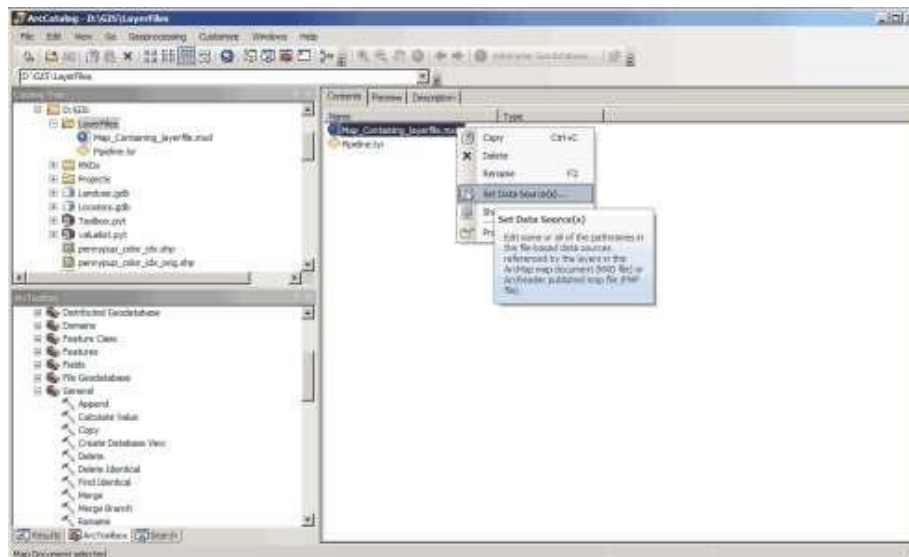 ArcCatalog - D:\GIS\LayerFiles
File Edit View Go Geoprocessing Customize Windows Help
D:\GIS\LayerFiles
Catalog Tree
D:\GIS
LayerFiles
Map_Containing_layerfile.mxd
Pipeline.lyr
MXDs
Projects
Landuse.gdb
Locators.gdb
Toolbox.pyt
valuelist.pyt
pennypup_color_idx.shp
pennypup_color_idx_orig.shp
ArcToolbox
Distributed Geodatabase
Domains
Feature Class
Features
Fields
File Geodatabase
General
Append
Calculate Value
Copy
Create Database View
Delete
Delete Identical
Find Identical
Merge
Merge Branch
Rename
Results ArcToolbox Search
Map Document selected
Contents Preview Description
Name Type
Map_Containing_layerfile.mxd
Pipeline.lyr
Copy Ctrl+C
Delete
Rename F2
Set Data Source(s)...
Set Data Source(s)
Edit some or all of the pathnames in
the file-based data sources
referenced by the layers in the
ArcMap map document (MXD file) or
ArcReader published map file (PMF
file).